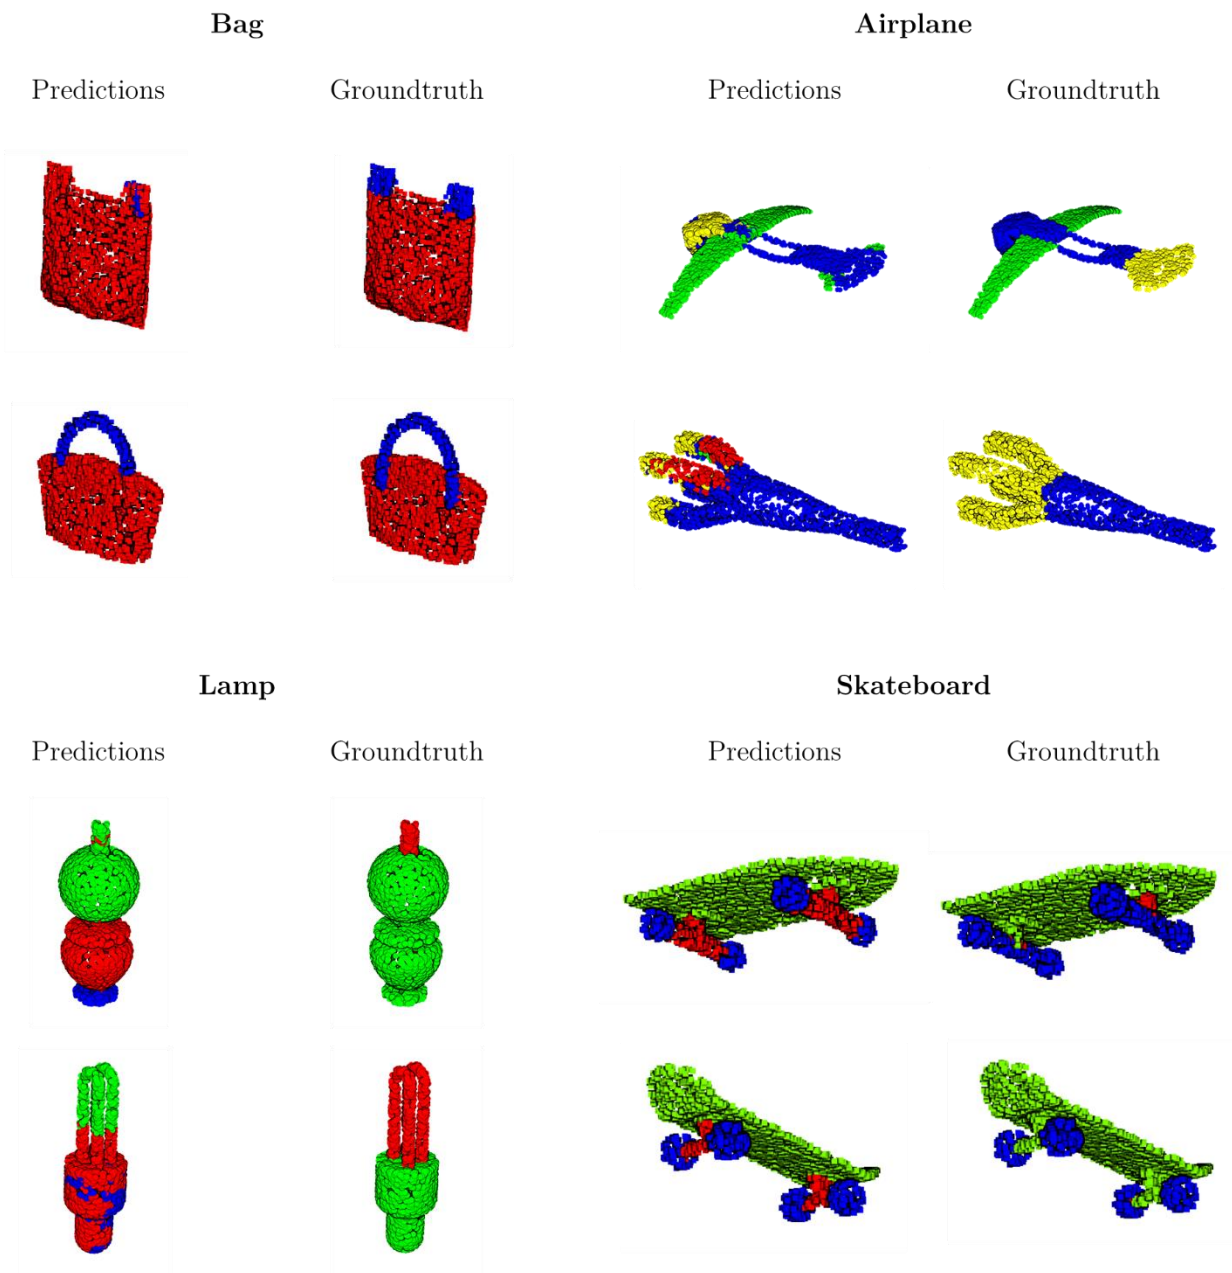 Bag
Airplane
Predictions
Groundtruth
Predictions
Groundtruth
Lamp
Skateboard
Predictions
Groundtruth
Predictions
Groundtruth